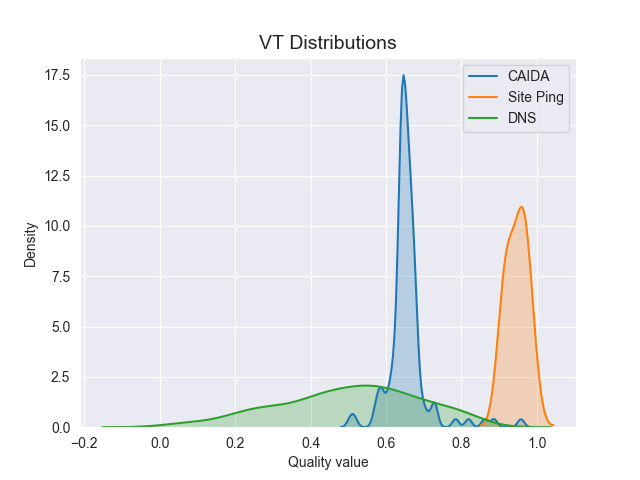 VT Distributions
CAIDA
Site Ping
DNS
17.5
15.0
12.5
10.0
7.5
5.0
2.5
0.0
Density
−0.2 0.0 0.2 0.4 0.6 0.8 1.0
Quality value